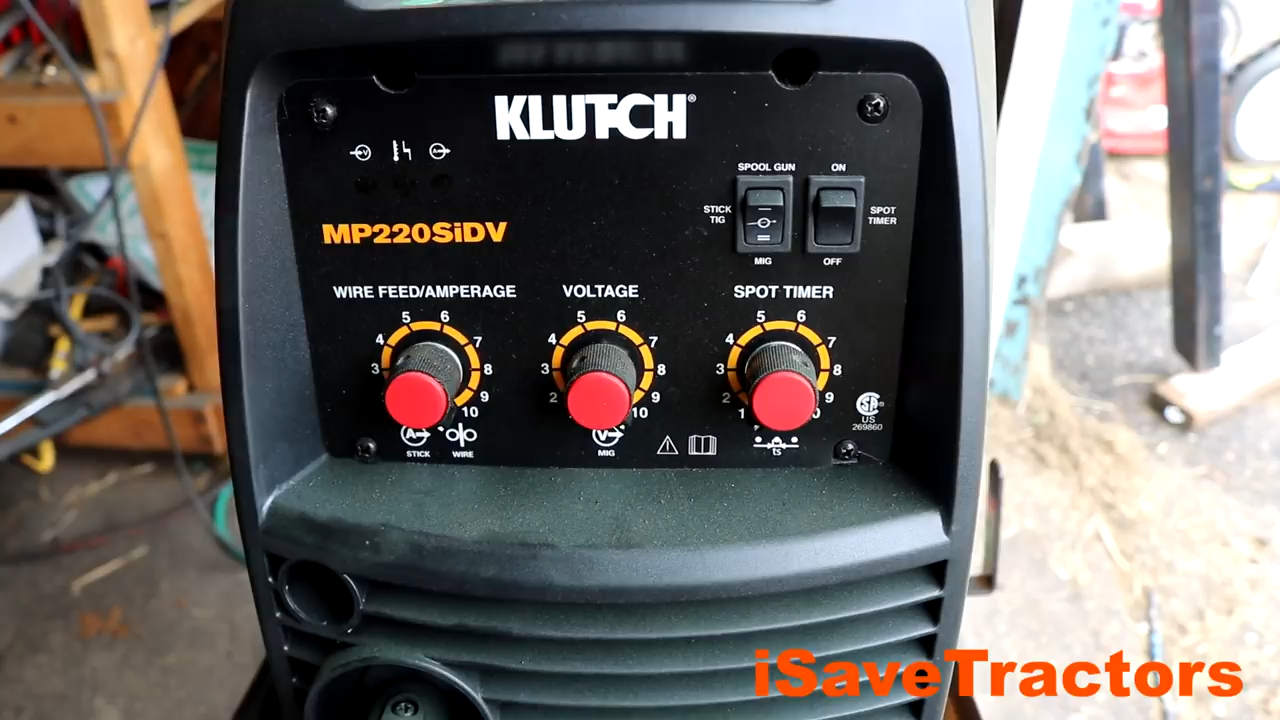 KLUTCH®
V A
MP220SiDV
SPOOL GUN
ON
STICK
TIG
SPOT
TIMER
MIG
OFF
WIRE FEED/AMPERAGE
VOLTAGE
SPOT TIMER
3 4 5 6 7 8 9 10
2 3 4 5 6 7 8 9 10
1 2 3 4 5 6 7 8 9
A
STICK
WIRE
V
MIG
ts
SA®
US
269860
iSaveTractors